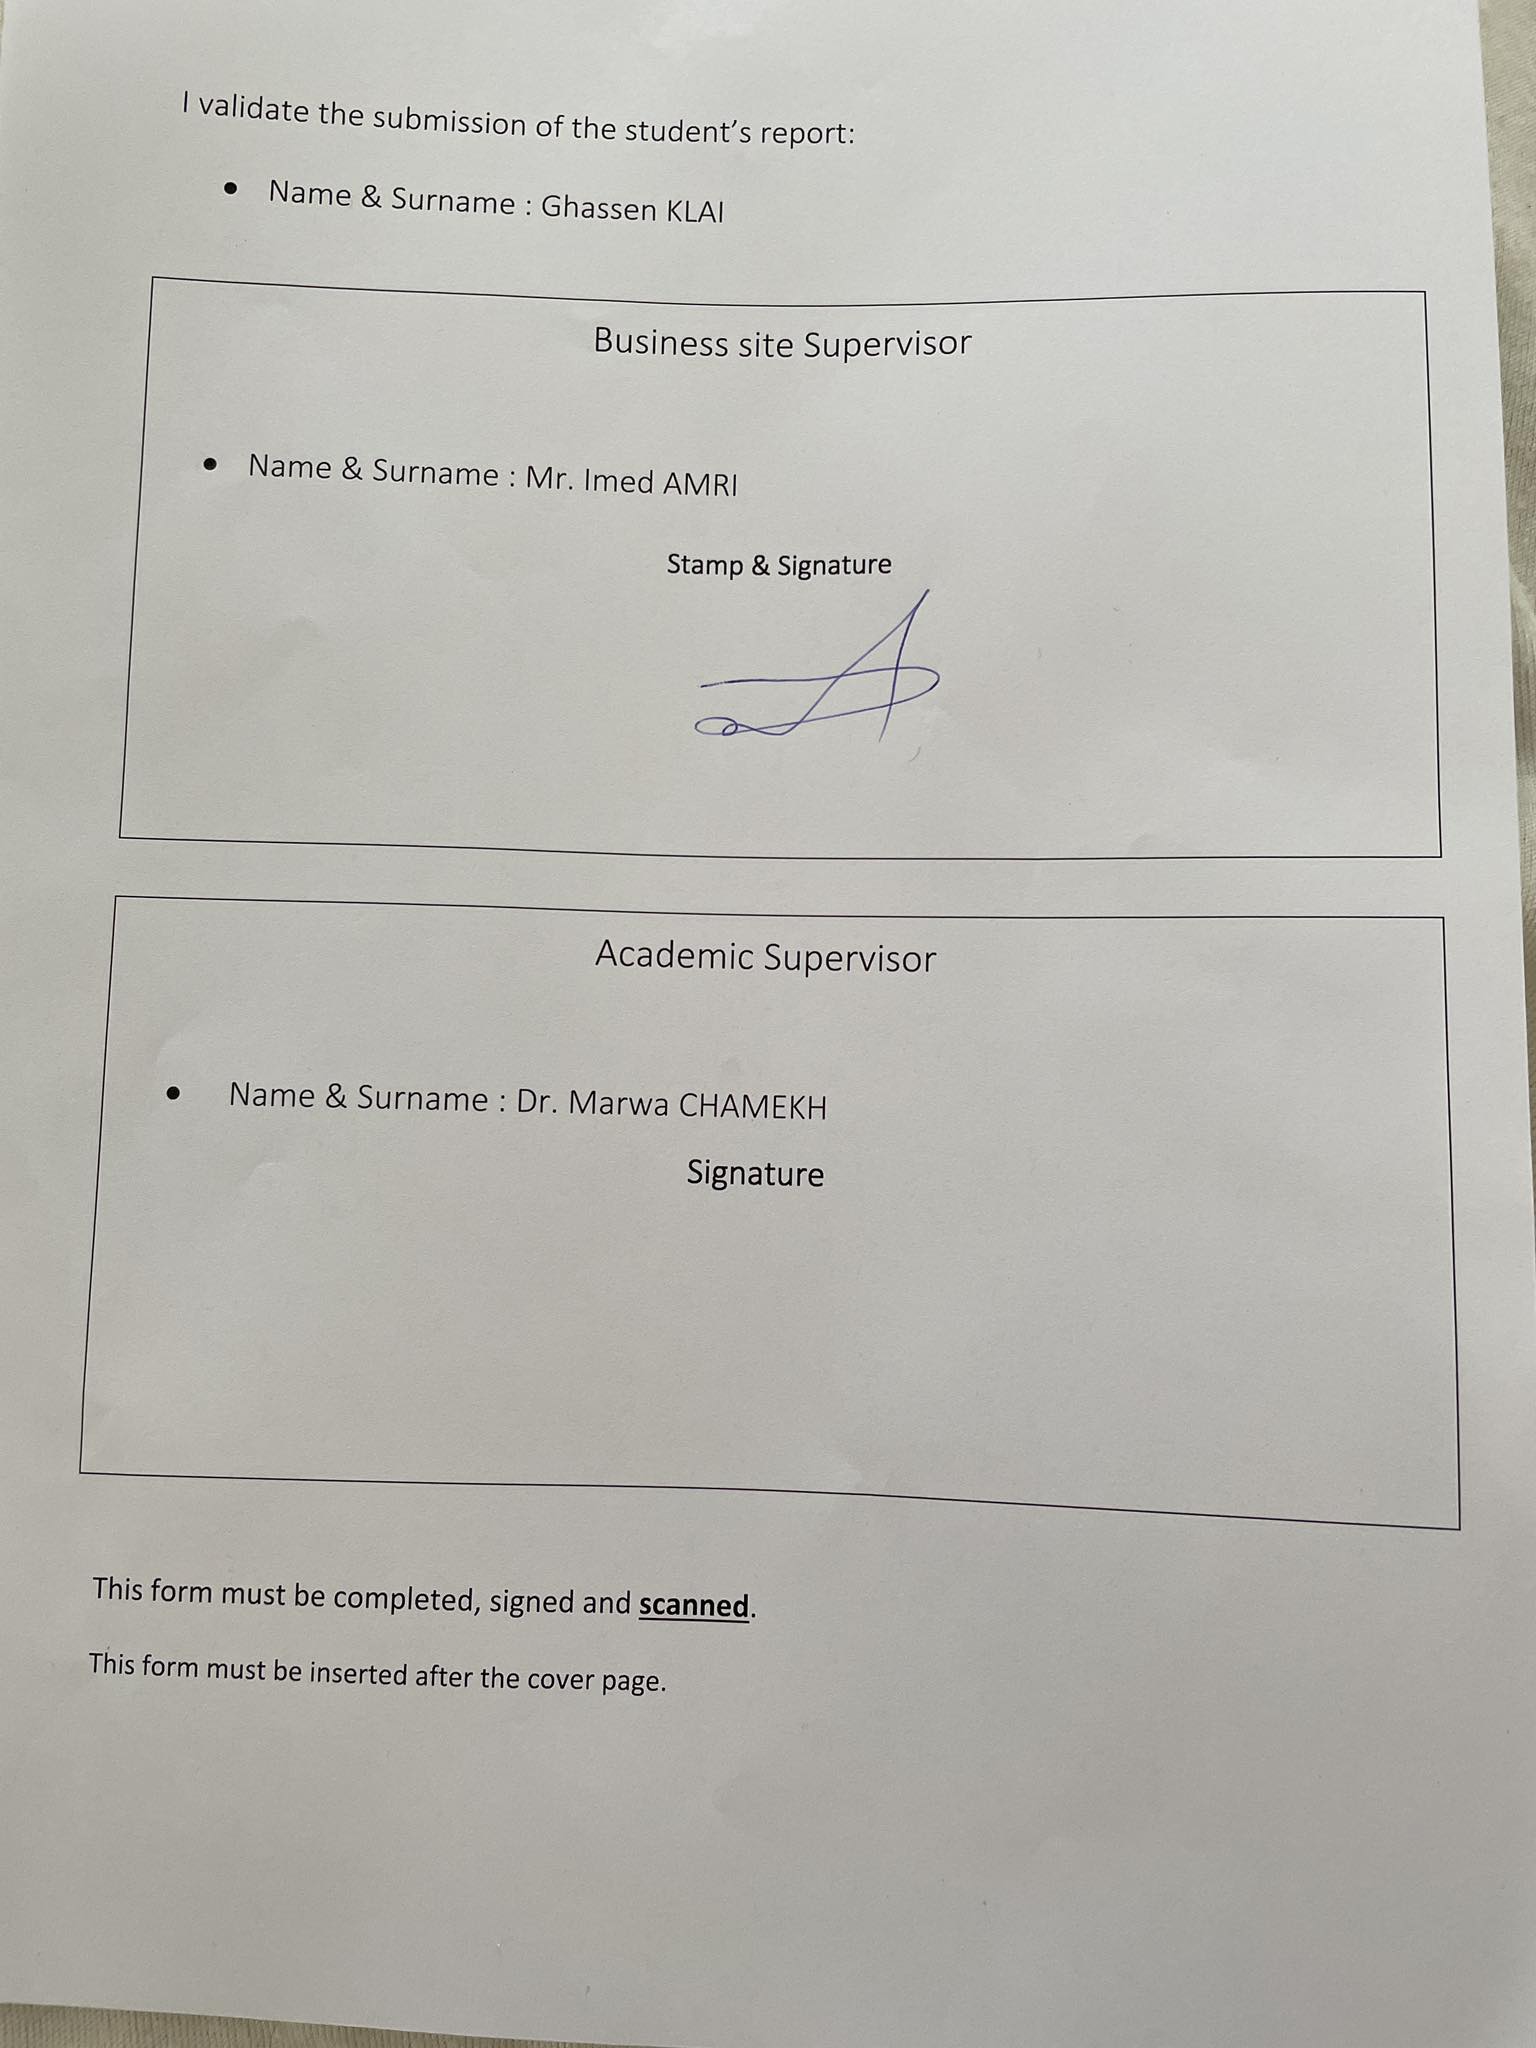 I validate the submission of the student's report:
• Name & Surname : Ghassen KLAI
Business site Supervisor
• Name & Surname : Mr. Imed AMRI
Stamp & Signature
Academic Supervisor
• Name & Surname : Dr. Marwa CHAMEKH
Signature
This form must be completed, signed and scanned.
This form must be inserted after the cover page.